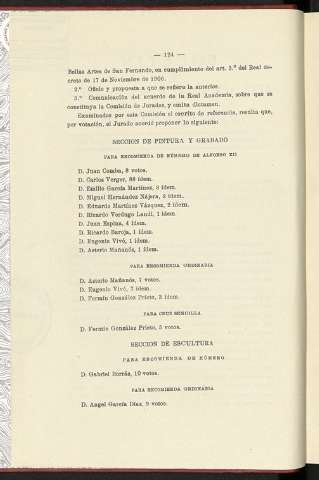 — 124 —
Bellas Artes de San Fernando, en cumplimiento del art. 3.º del Real de-
creto de 17 de Noviembre de 1906.
2.º Oficio y propuesta a que se refiere la anterior.
3.º Comunicación del acuerdo de la Real Academia, sobre que se
constituya la Comisión de Jurados, y emita dictamen.
Examinados por esta Comisión el escrito de referencia, resulta que,
por votación, el Jurado acordó proponer lo siguiente:
SECCION DE PINTURA Y GRABADO
PARA ENCOMIENDA DE NÚMERO DE ALFONSO XII
D. Juan Comba, 8 votos.
D. Carlos Verger, ídem.
D. Emilio García Martínez, 3 ídem.
D. Miguel Hernández Nájera, 3 ídem.
D. Eduardo Martínez Vázquez, 2 ídem.
D. Ricardo Verdugo Landi, 1 ídem.
D. Juan Espina, 4 ídem.
D. Ricardo Baroja, 1 ídem.
D. Eugenio Vivó, 1 ídem.
D. Asterio Mañanós, 1 ídem.
PARA ENCOMIENDA ORDINARIA
D. Asterio Mañanós, 7 votos.
D. Eugenio Vivó, 7 ídem.
D. Fermín González Prieto, 2 ídem.
PARA CRUZ SENCILLA
D. Fermín González Prieto, 5 votos.
SECCION DE ESCULTURA
PARA ENCOMIENDA DE NÚMERO
D. Gabriel Borrás, 10 votos.
PARA ENCOMIENDA ORDINARIA
D. Angel García Díaz, 9 votos.